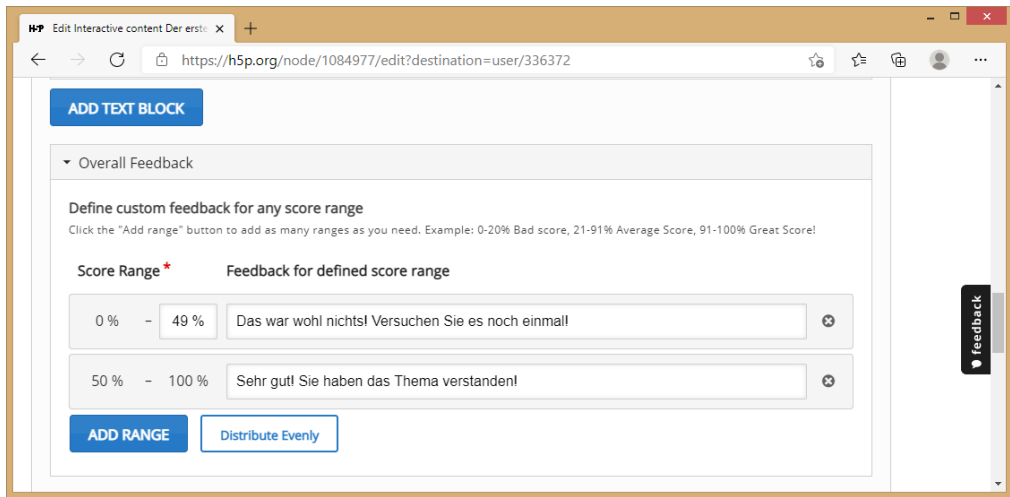 H5P Edit Interactive content Der erste
https://h5p.org/node/1084977/edit?destination=user/336372
ADD TEXT BLOCK
Overall Feedback
Define custom feedback for any score range
Click the "Add range" button to add as many ranges as you need. Example: 0-20% Bad score, 21-91% Average Score, 91-100% Great Score!
Score Range * Feedback for defined score range
0 % – 49 % Das war wohl nichts! Versuchen Sie es noch einmal!
50 % – 100 % Sehr gut! Sie haben das Thema verstanden!
ADD RANGE Distribute Evenly
feedback